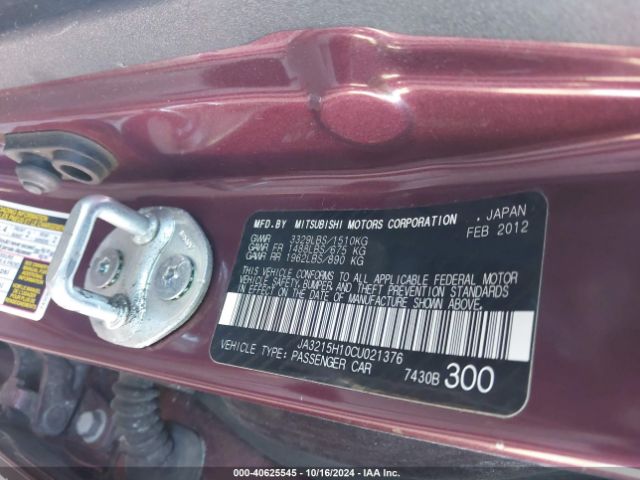 MFD.BY MITSUBISHI MOTORS CORPORATION , JAPAN
FEB 2012
GVWR 3329LBS/1510KG
GAWR FR 1488LBS/675 KG
GAWR RR 1962LBS/890 KG
THIS VEHICLE CONFORMS TO ALL APPLICABLE FEDERAL MOTOR
VEHICLE SAFETY, BUMPER, AND THEFT PREVENTION STANDARDS
IN EFFECT ON THE DATE OF MANUFACTURE SHOWN ABOVE.
JA3215H10CU021376
VEHICLE TYPE: PASSENGER CAR
7430B 300
000-40625545 - 10/16/2024 - IAA Inc.